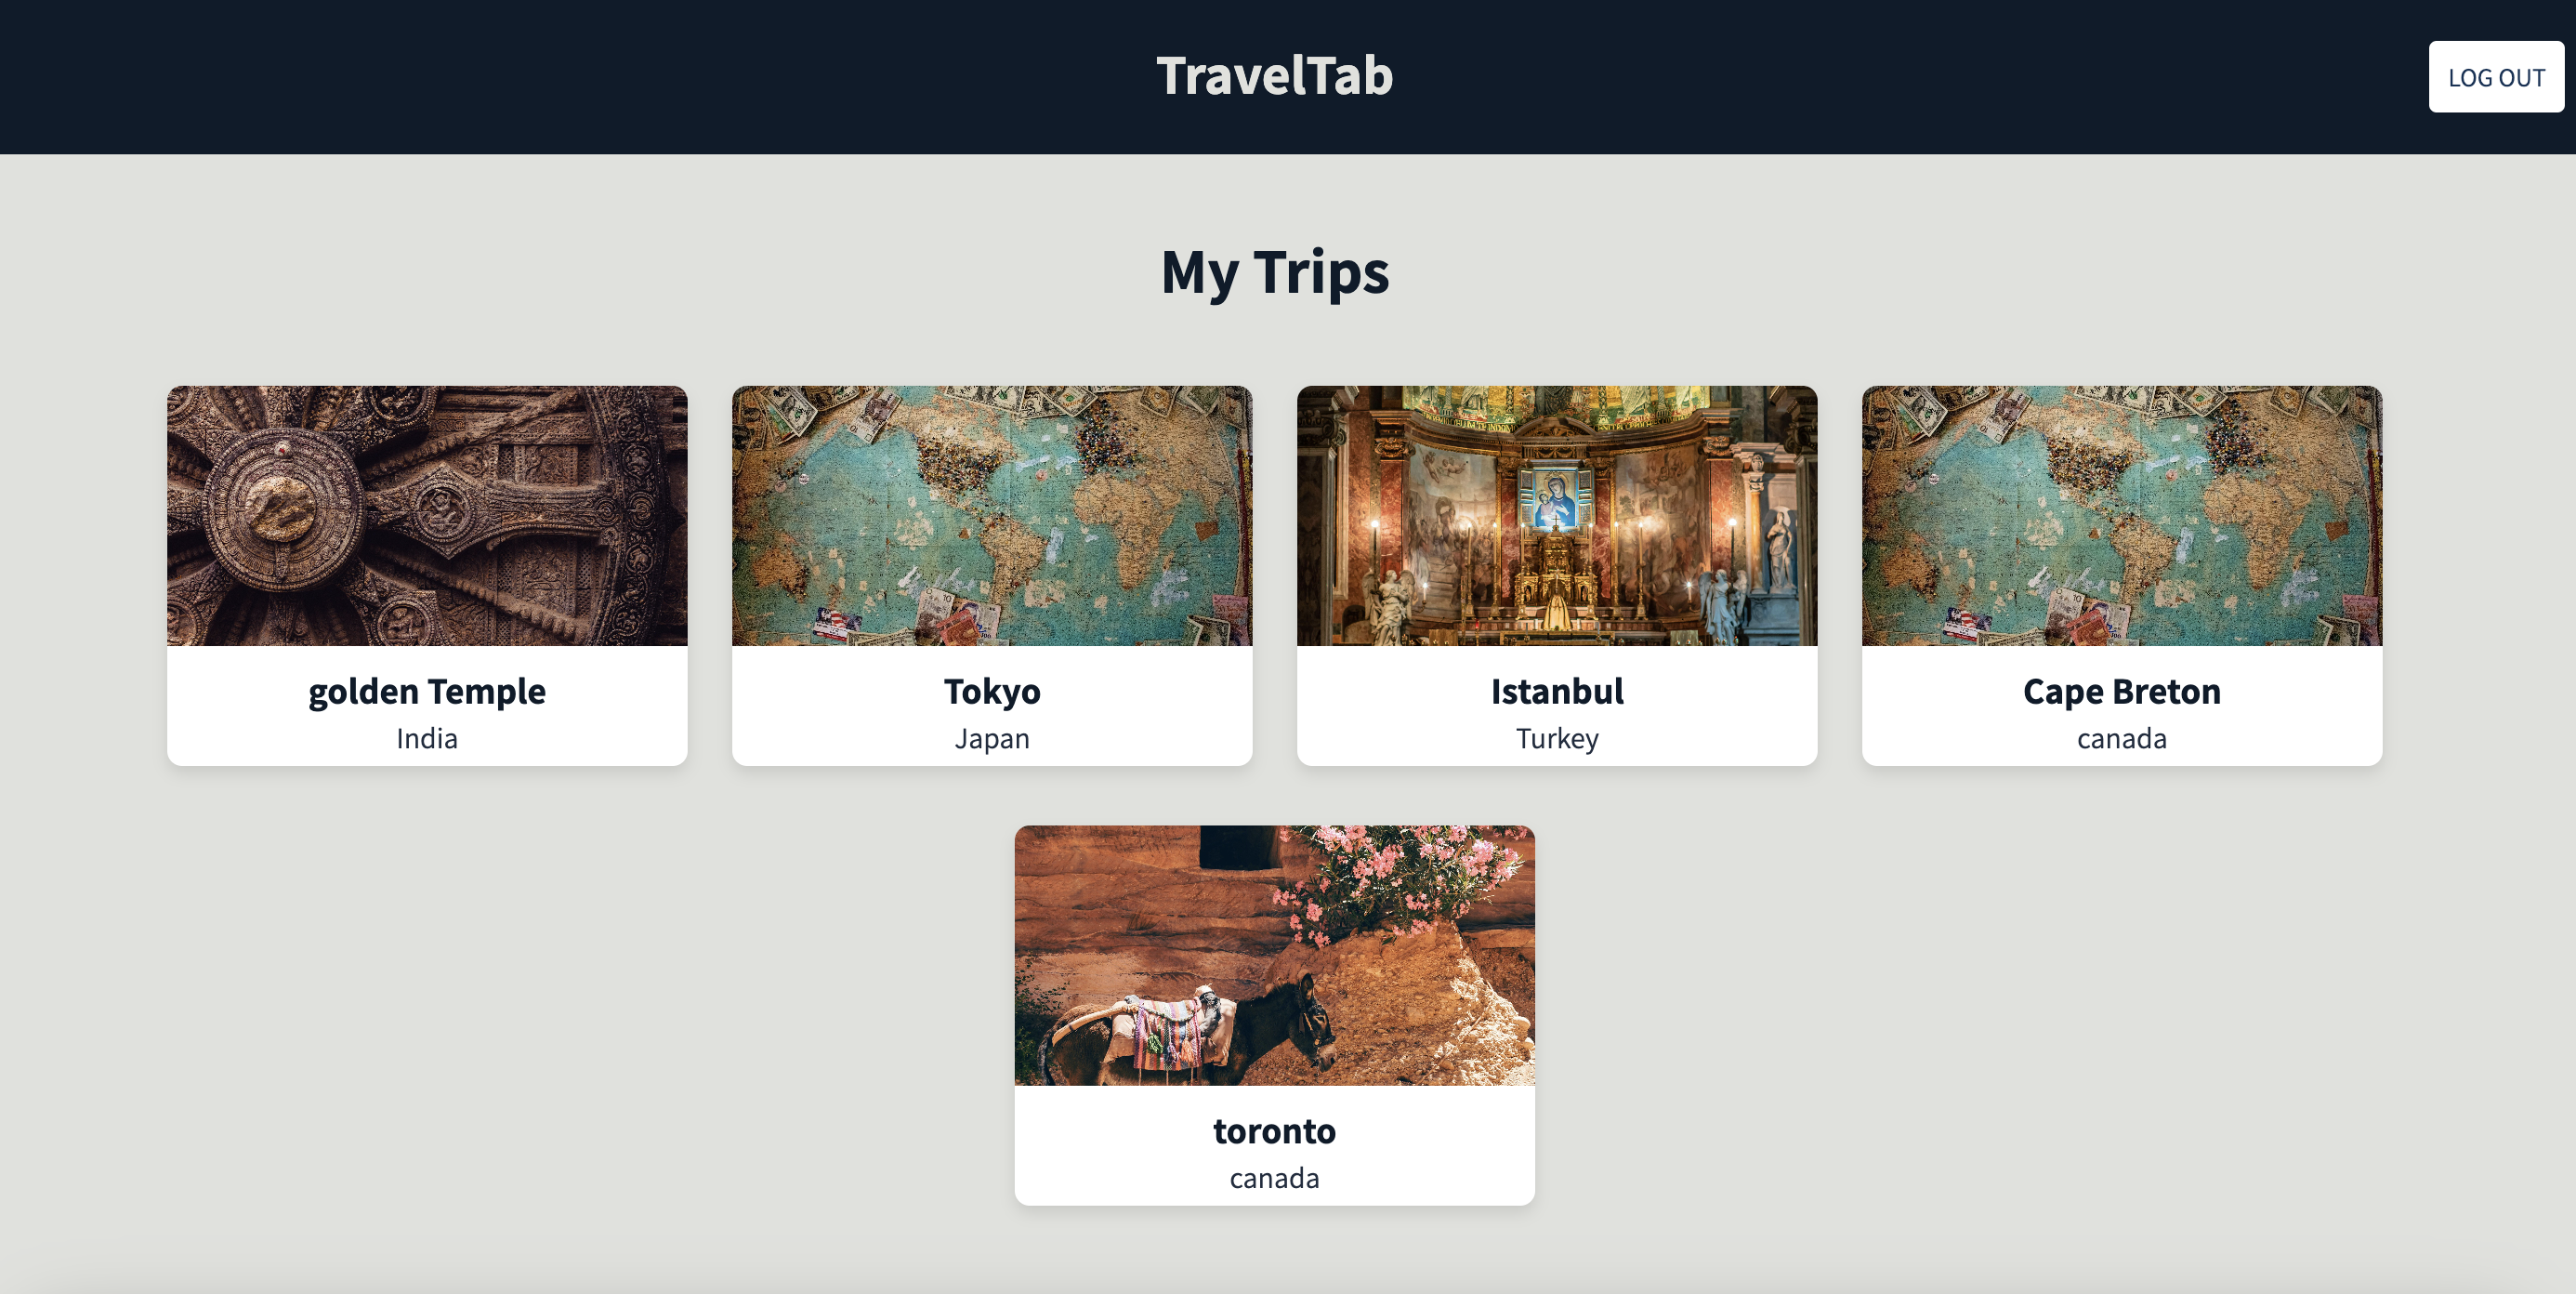 TravelTab
LOG OUT
My Trips
golden Temple
India
Tokyo
Japan
Istanbul
Turkey
Cape Breton
canada
toronto
canada